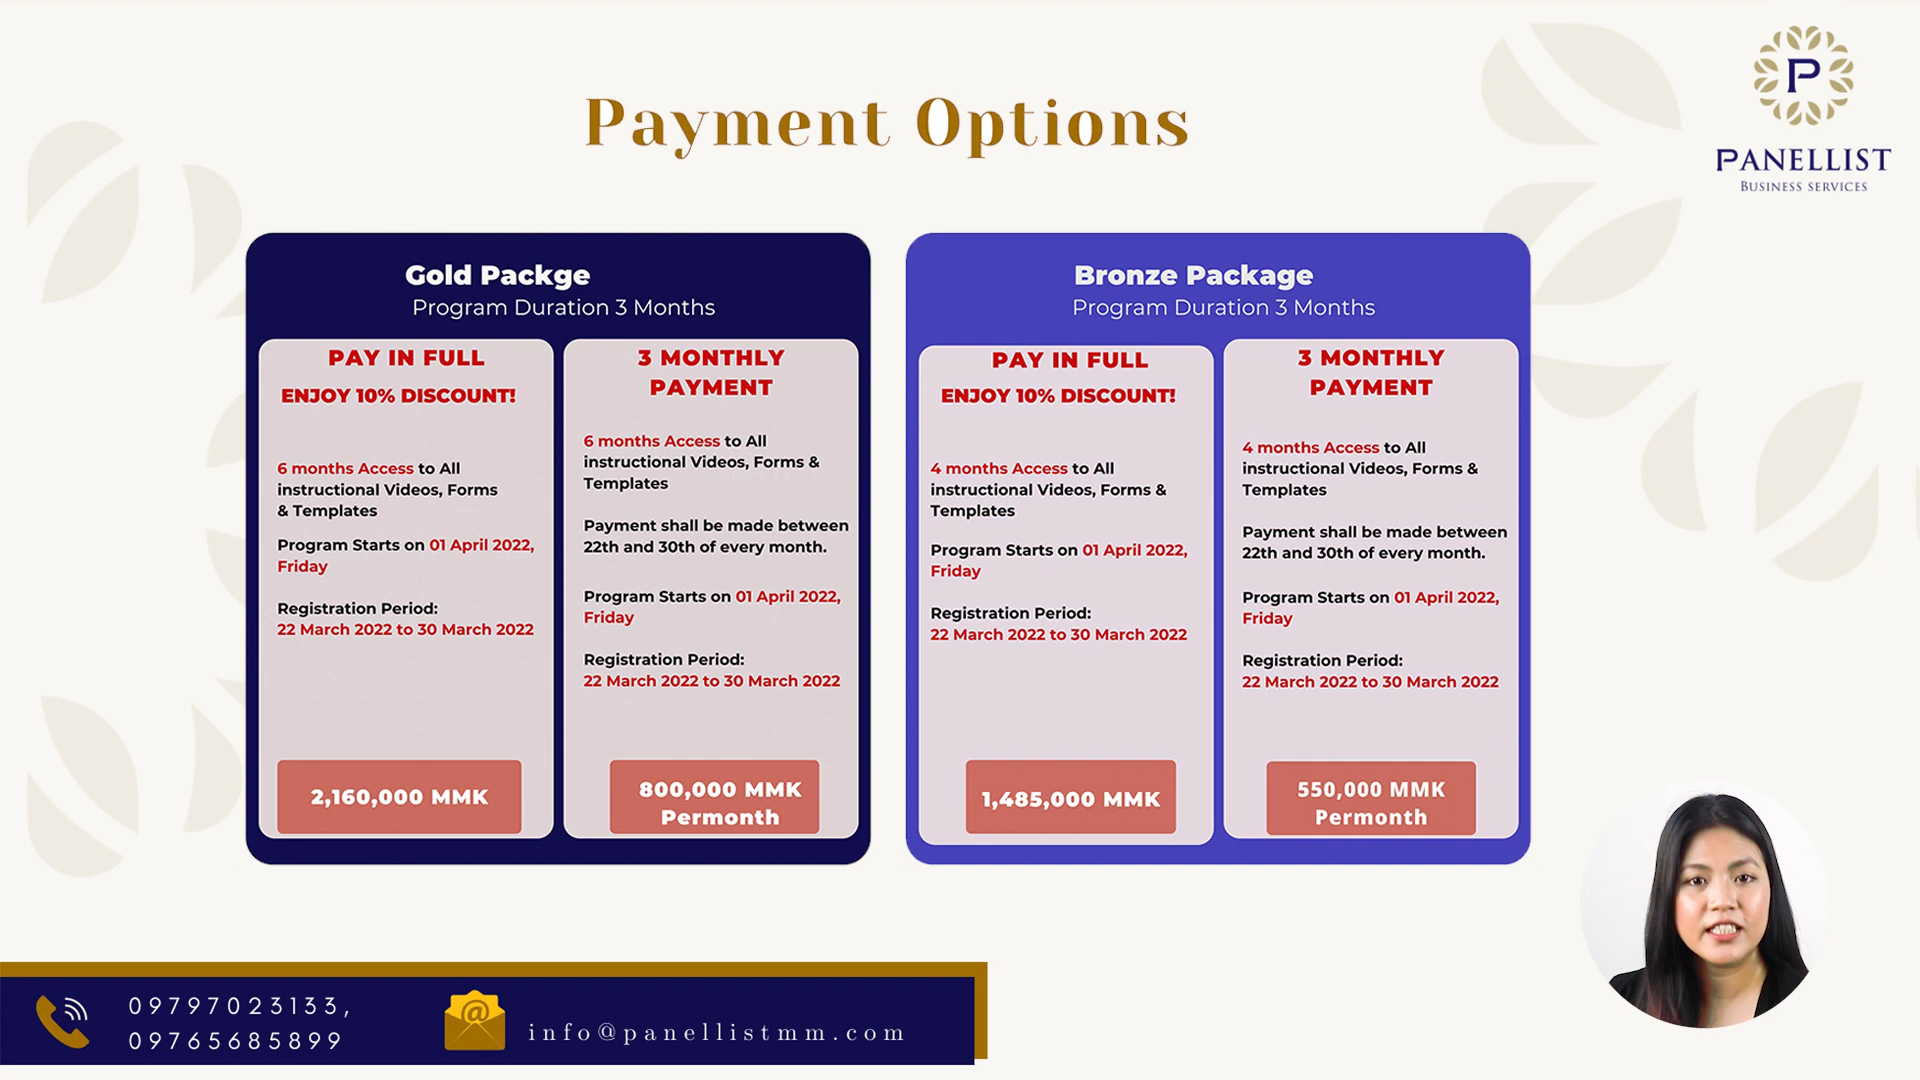 Payment Options
P
PANELLIST
BUSINESS SERVICES
Gold Packge
Program Duration 3 Months
PAY IN FULL
ENJOY 10% DISCOUNT!
6 months Access to All
instructional Videos, Forms
& Templates
Program Starts on 01 April 2022,
Friday
Registration Period:
22 March 2022 to 30 March 2022
2,160,000 MMK
3 MONTHLY
PAYMENT
6 months Access to All
instructional Videos, Forms &
Templates
Payment shall be made between
22th and 30th of every month.
Program Starts on 01 April 2022,
Friday
Registration Period:
22 March 2022 to 30 March 2022
800,000 MMK
Permonth
Bronze Package
Program Duration 3 Months
PAY IN FULL
ENJOY 10% DISCOUNT!
4 months Access to All
instructional Videos, Forms &
Templates
Program Starts on 01 April 2022,
Friday
Registration Period:
22 March 2022 to 30 March 2022
1,485,000 MMK
3 MONTHLY
PAYMENT
4 months Access to All
instructional Videos, Forms &
Templates
Payment shall be made between
22th and 30th of every month.
Program Starts on 01 April 2022,
Friday
Registration Period:
22 March 2022 to 30 March 2022
550,000 MMK
Permonth
09797023133,
09765685899
@
info@panellistmm.com